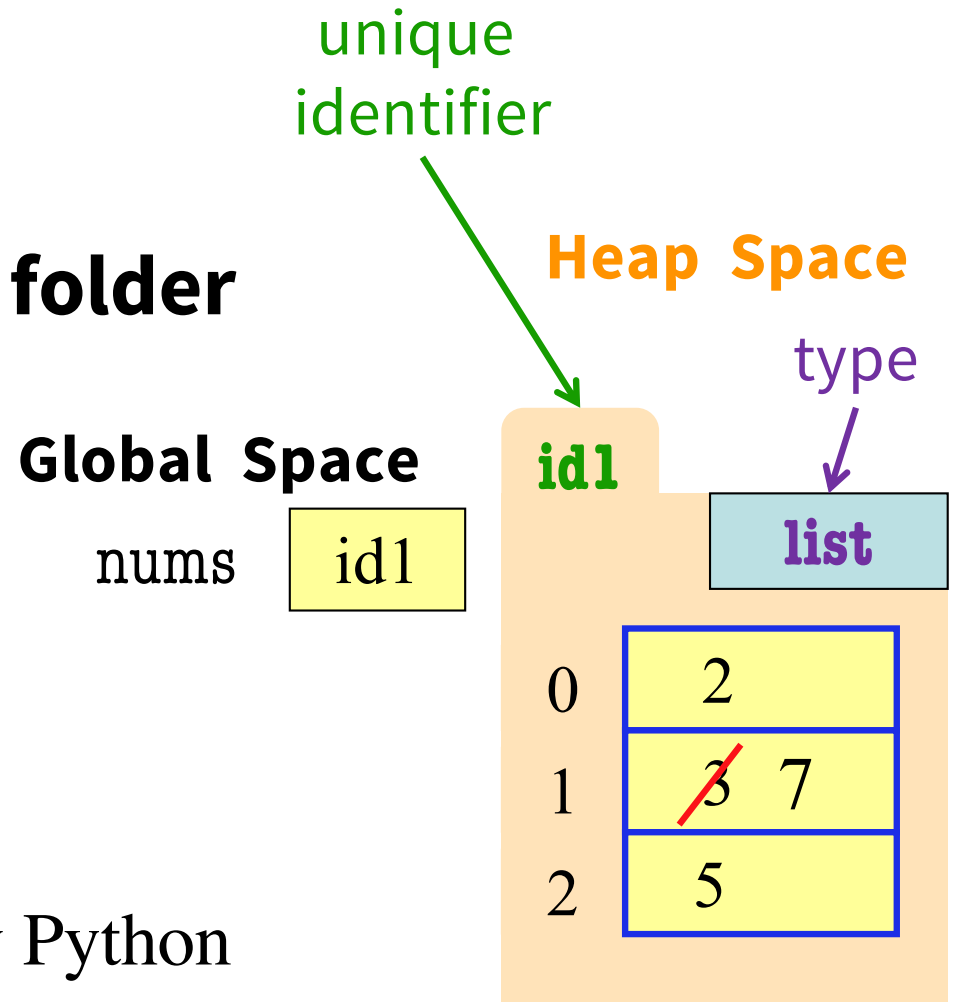 unique
identifier
Heap Space
folder
type
Global Space
id1
list
nums
id1
0 2
1 3 7
2 5
Python